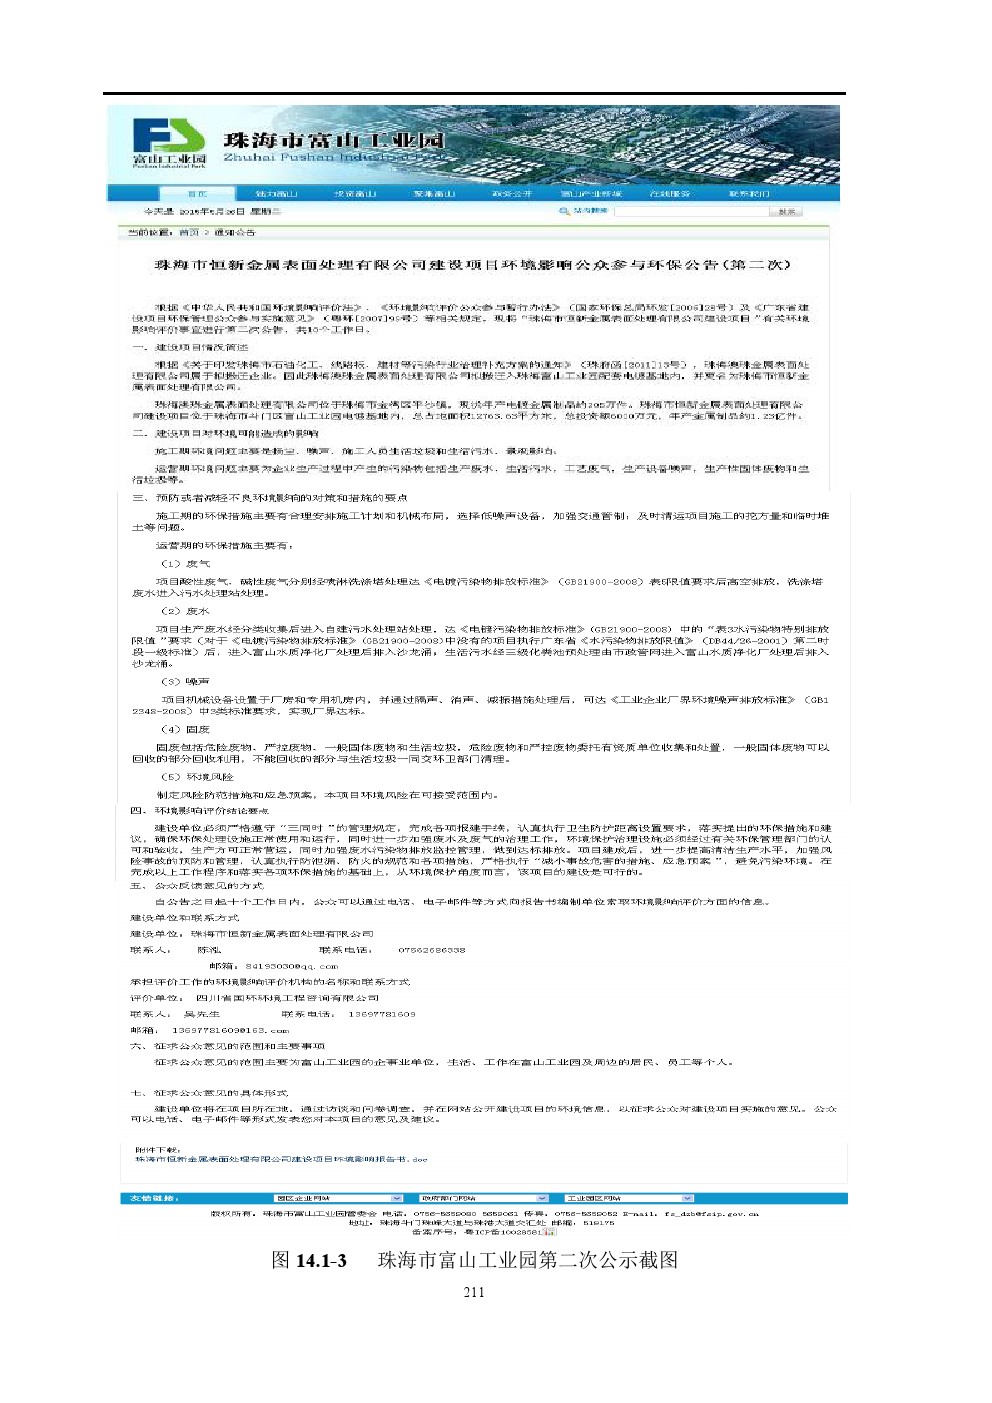 富山工业园
Fushan Industrial Park
珠海市富山工业园
Zhuhai Fushan Industrial Park
首页 魅力富山 投资富山 聚焦富山 政务公开 富山产业新城 在线服务 联系我们
今天是 2015年5月26日 星期二 站内搜索
当前位置：首页 > 通知公告
珠海市恒新金属表面处理有限公司建设项目环境影响公众参与环保公告(第二次)
根据《中华人民共和国环境影响评价法》、《环境影响评价公众参与暂行办法》（国家环保总局环发[2006]28号）及《广东省建
设项目环保管理公众参与实施意见》（粤环[2007]99号）等相关规定，现将“珠海市恒新金属表面处理有限公司建设项目”有关环境
影响评价事宜进行第二次公告，共10个工作日。
一、建设项目情况简述
根据《关于印发珠海市石油化工、线路板、建材等污染行业治理补充方案的通知》（珠府函[2011]13号），珠海澳珠金属表面处
理有限公司属于拟搬迁企业。因此珠海澳珠金属表面处理有限公司拟搬迁入珠海富山工业园配套电镀基地内，并更名为珠海市恒新金
属表面处理有限公司。
珠海澳珠金属表面处理有限公司位于珠海市金湾区平沙镇，现状年产电镀金属制品约205万件。珠海市恒新金属表面处理有限公
司建设项目位于珠海市斗门区富山工业园电镀基地内，总占地面积12763.63平方米，总投资额6000万元，年产金属制品约1.25亿件。
二、建设项目对环境可能造成的影响
施工期环境问题主要是扬尘、噪声、施工人员生活垃圾和生活污水、景观影响。
运营期环境问题主要为企业生产过程中产生的污染物包括生产废水、生活污水，工艺废气，生产设备噪声，生产性固体废物和生
活垃圾等。
三、预防或者减轻不良环境影响的对策和措施的要点
施工期的环保措施主要有合理安排施工计划和机械布局，选择低噪声设备，加强交通管制；及时清运项目施工的挖方量和临时堆
土等问题。
运营期的环保措施主要有：
（1）废气
项目酸性废气、碱性废气分别经喷淋洗涤塔处理达《电镀污染物排放标准》（GB21900-2008）表5限值要求后高空排放，洗涤塔
废水进入污水处理站处理。
（2）废水
项目生产废水经分类收集后进入自建污水处理站处理，达《电镀污染物排放标准》(GB21900-2008) 中的“表3水污染物特别排放
限值”要求（对于《电镀污染物排放标准》(GB21900-2008)中没有的项目执行广东省《水污染物排放限值》（DB44/26-2001）第二时
段一级标准）后，进入富山水质净化厂处理后排入沙龙涌；生活污水经三级化粪池预处理由市政管网进入富山水质净化厂处理后排入
沙龙涌。
（3）噪声
项目机械设备设置于厂房和专用机房内，并通过隔声、消声、减振措施处理后，可达《工业企业厂界环境噪声排放标准》（GB1
2348-2008）中3类标准要求，实现厂界达标。
（4）固废
固废包括危险废物、严控废物、一般固体废物和生活垃圾，危险废物和严控废物委托有资质单位收集和处置，一般固体废物可以
回收的部分回收利用，不能回收的部分与生活垃圾一同交环卫部门清理。
（5）环境风险
制定风险防范措施和应急预案，本项目环境风险在可接受范围内。
四、环境影响评价结论要点
建设单位必须严格遵守“三同时”的管理规定，完成各项报建手续，认真执行卫生防护距离设置要求，落实提出的环保措施和建
议，确保环保处理设施正常使用和运行，同时进一步加强废水及废气的治理工作，环境保护治理设施必须经过有关环保管理部门的认
可和验收，生产方可正常营运。同时加强废水污染物排放监控管理，做到达标排放。项目建成后，进一步提高清洁生产水平，加强风
险事故的预防和管理，认真执行防泄漏、防火的规范和各项措施，严格执行“减小事故危害的措施、应急预案”，避免污染环境。在
完成以上工作程序和落实各项环保措施的基础上，从环境保护角度而言，该项目的建设是可行的。
五、公众反馈意见的方式
自公告之日起十个工作日内，公众可以通过电话、电子邮件等方式向报告书编制单位索取环境影响评价方面的信息。
建设单位和联系方式
建设单位：珠海市恒新金属表面处理有限公司
联系人： 陈泓 联系电话： 07562686338
邮箱：84193030@qq.com
承担评价工作的环境影响评价机构的名称和联系方式
评价单位： 四川省国环环境工程咨询有限公司
联系人： 吴先生 联系电话： 13697781609
邮箱： 13697781609@163.com
六、征求公众意见的范围和主要事项
征求公众意见的范围主要为富山工业园的企事业单位，生活、工作在富山工业园及周边的居民、员工等个人。
七、征求公众意见的具体形式
建设单位将在项目所在地，通过访谈和问卷调查，并在网站公开建设项目的环境信息，以征求公众对建设项目实施的意见。公众
可以电话、电子邮件等形式发表您对本项目的意见及建议。
附件下载：
珠海市恒新金属表面处理有限公司建设项目环境影响报告书.doc
友情链接： 园区企业网站 政府部门网站 工业园区网站
版权所有：珠海市富山工业园管委会 电话：0756-5659090 5659031 传真：0756-5659052 E-mail：fs_dzb@fsip.gov.cn
地址：珠海斗门珠峰大道与珠港大道交汇处 邮编：519175
备案序号：粤ICP备10028581
图 14.1-3 珠海市富山工业园第二次公示截图
211